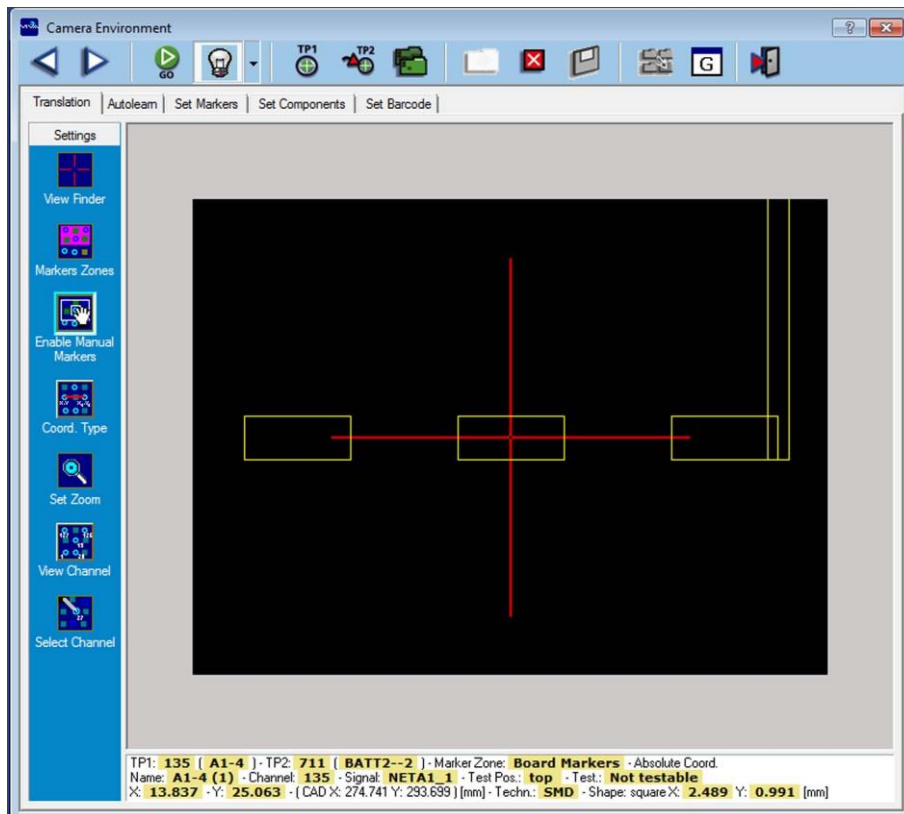 Camera Environment
GO
TP1
TP2
G
Translation
Autolearn
Set Markers
Set Components
Set Barcode
Settings
View Finder
Markers Zones
Enable Manual
Markers
Coord. Type
Set Zoom
View Channel
Select Channel
TP1: 135 ( A1-4 ) - TP2: 711 ( BATT2--2 ) - Marker Zone: Board Markers - Absolute Coord.
Name: A1-4 (1) - Channel: 135 - Signal: NETA1_1 - Test Pos.: top - Test.: Not testable
X: 13.837 - Y: 25.063 - ( CAD X: 274.741 Y: 293.699 ) [mm] - Techn.: SMD - Shape: square X: 2.489 Y: 0.991 [mm]